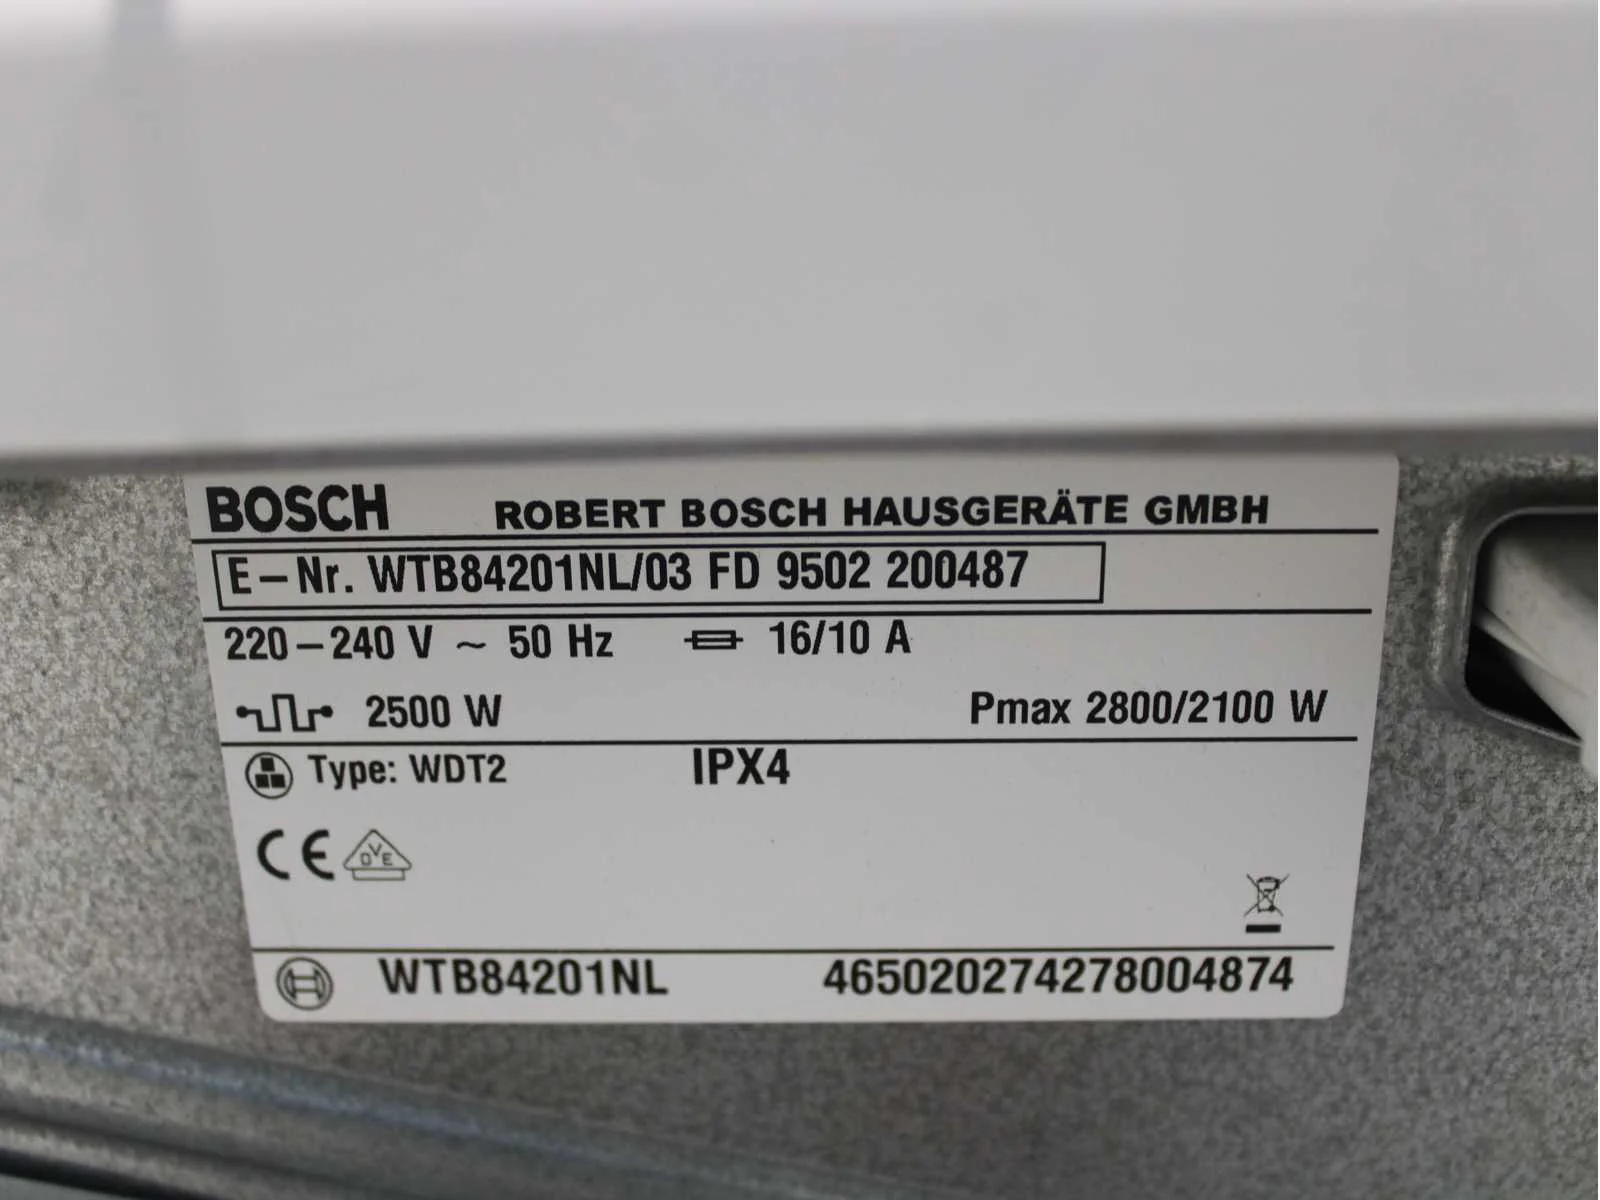 BOSCH ROBERT BOSCH HAUSGERÄTE GMBH
E-Nr. WTB84201NL/03 FD 9502 200487
220-240 V ~ 50 Hz 16/10 A
2500 W Pmax 2800/2100 W
Type: WDT2 IPX4
CE OVE
WTB84201NL 465020274278004874